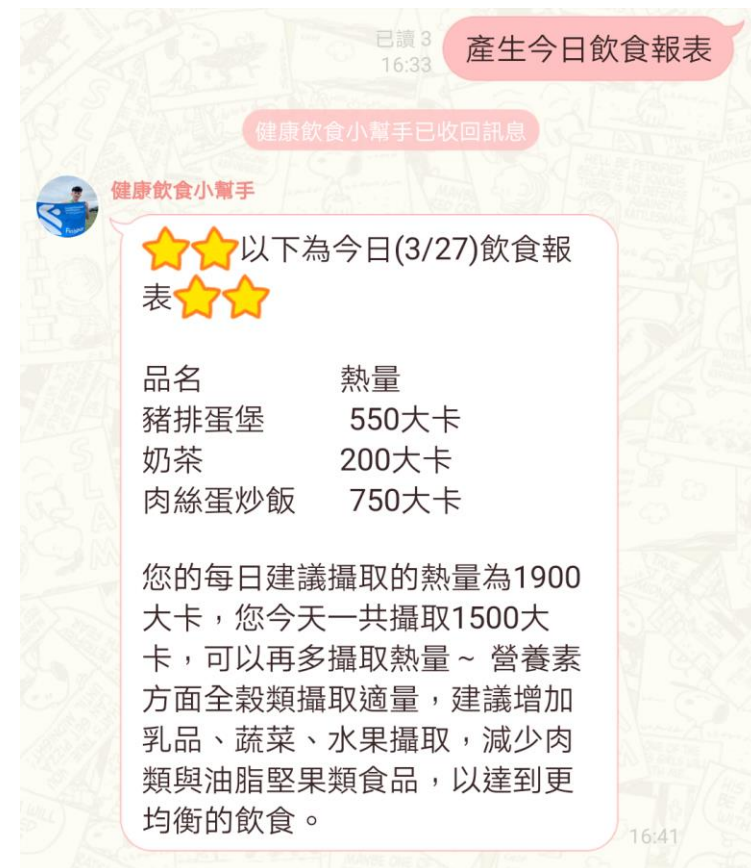 已讀 3
16:33
產生今日飲食報表
健康飲食小幫手已收回訊息
健康飲食小幫手
⭐⭐以下為今日(3/27)飲食報
表⭐⭐
品名 熱量
豬排蛋堡 550大卡
奶茶 200大卡
肉絲蛋炒飯 750大卡
您的每日建議攝取的熱量為1900
大卡，您今天一共攝取1500大
卡，可以再多攝取熱量~ 營養素
方面全穀類攝取適量，建議增加
乳品、蔬菜、水果攝取，減少肉
類與油脂堅果類食品，以達到更
均衡的飲食。
16:41